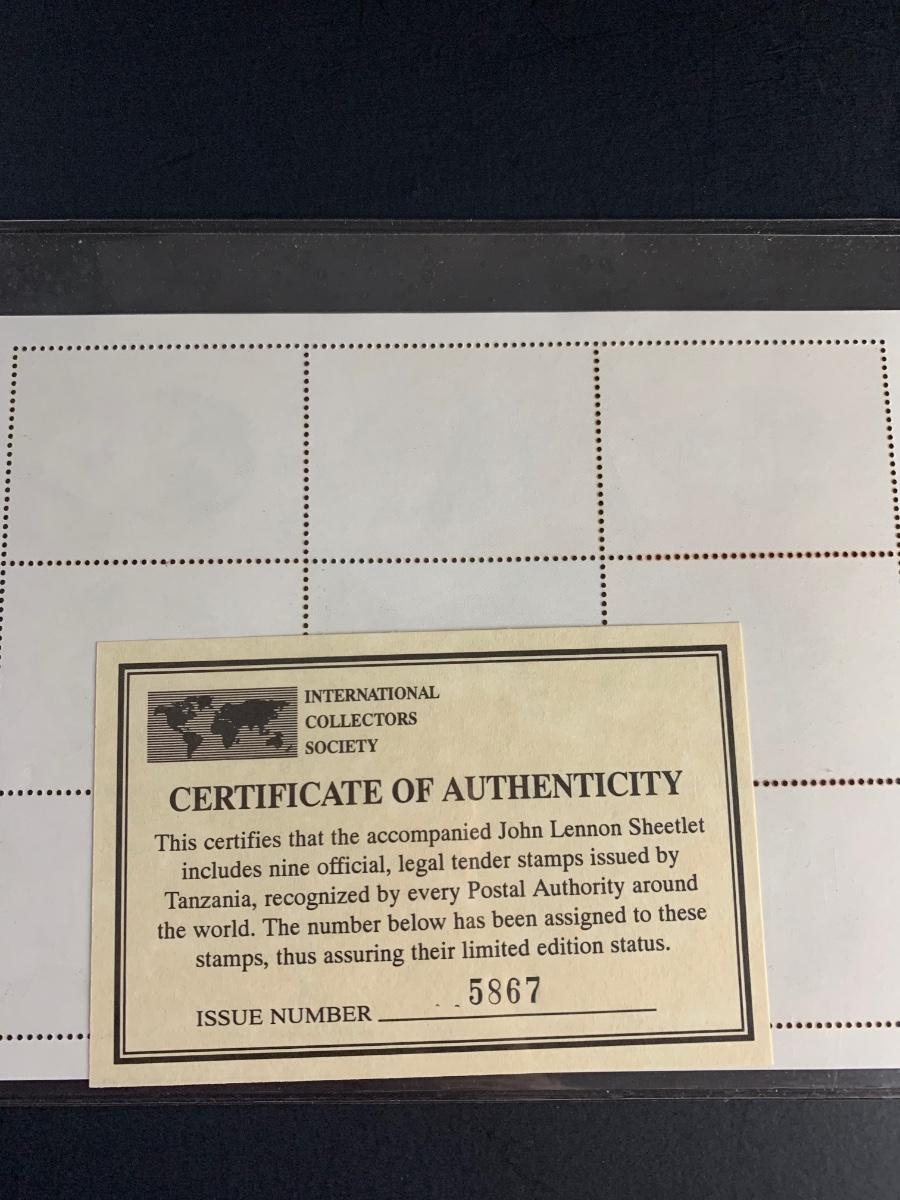 INTERNATIONAL
COLLECTORS
SOCIETY
CERTIFICATE OF AUTHENTICITY
This certifies that the accompanied John Lennon Sheetlet
includes nine official, legal tender stamps issued by
Tanzania, recognized by every Postal Authority around
the world. The number below has been assigned to these
stamps, thus assuring their limited edition status.
ISSUE NUMBER 5867